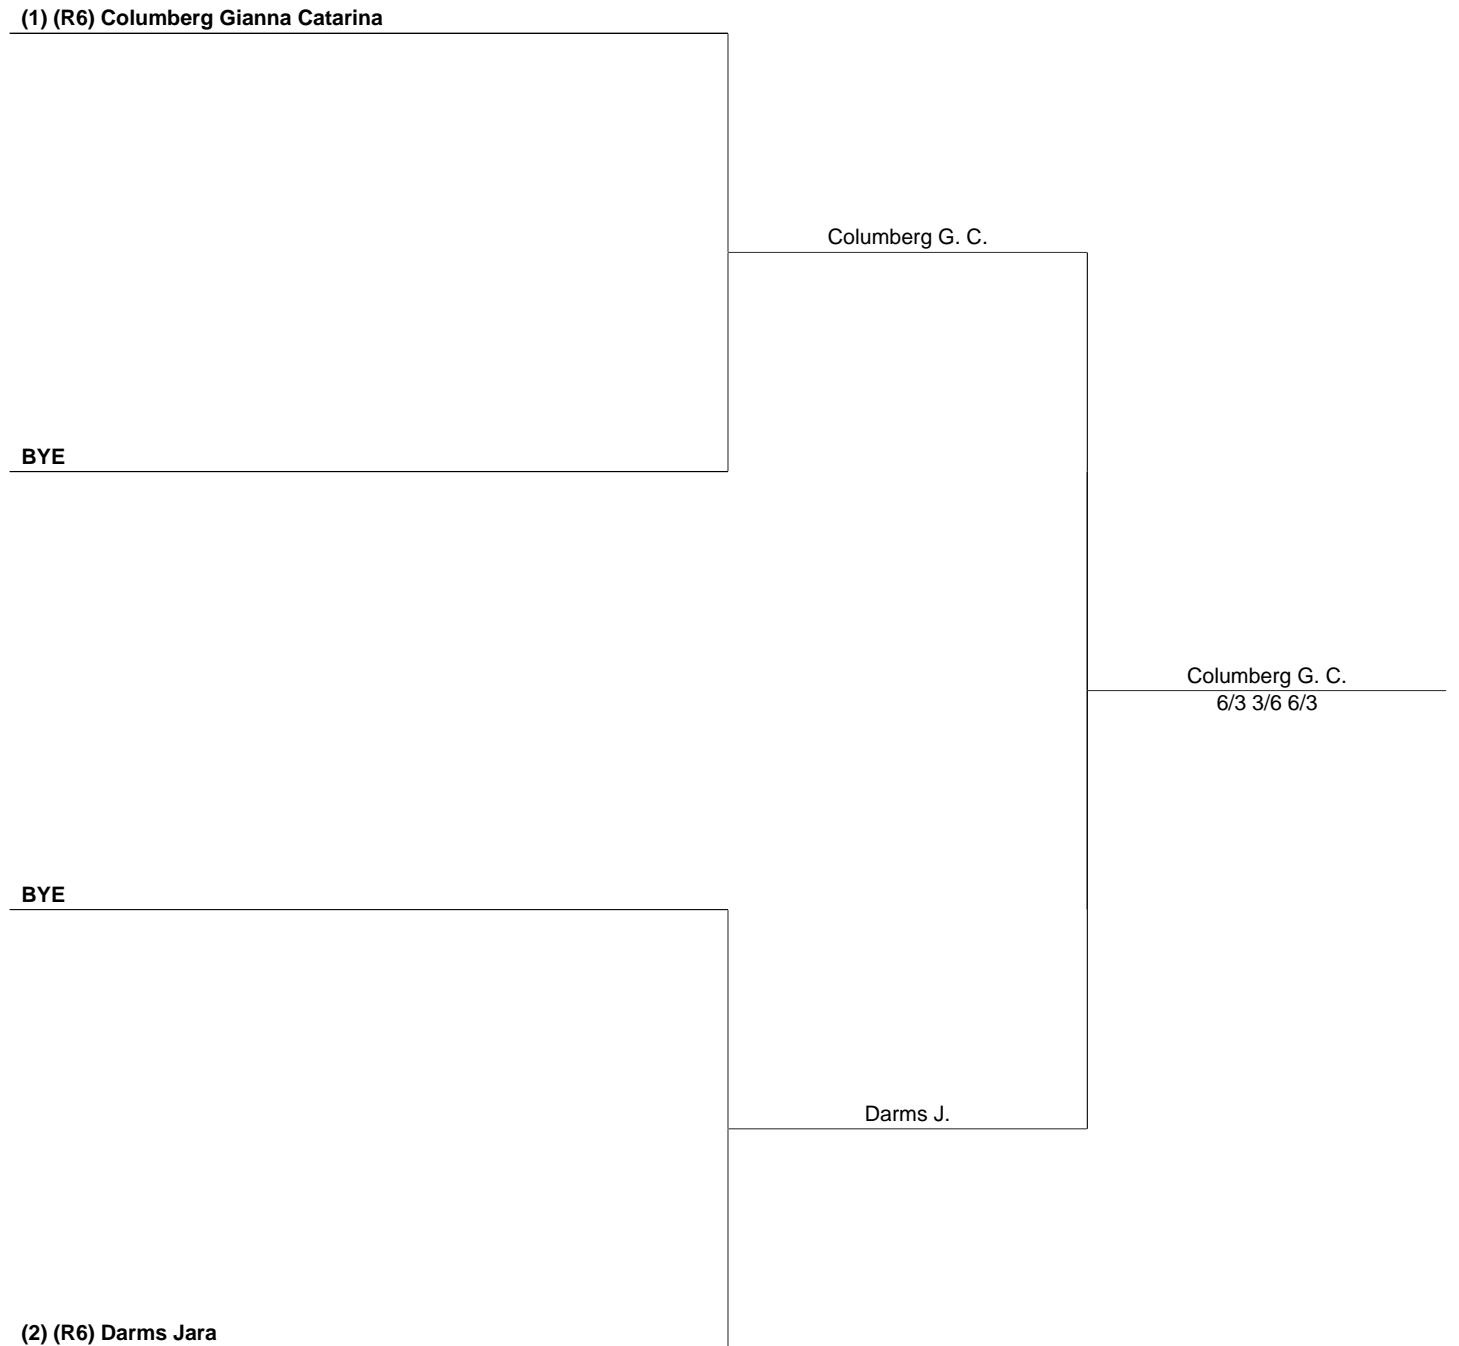 (1) (R6) Columberg Gianna Catarina
Columberg G. C.
BYE
Columberg G. C.
6/3 3/6 6/3
BYE
Darms J.
(2) (R6) Darms Jara